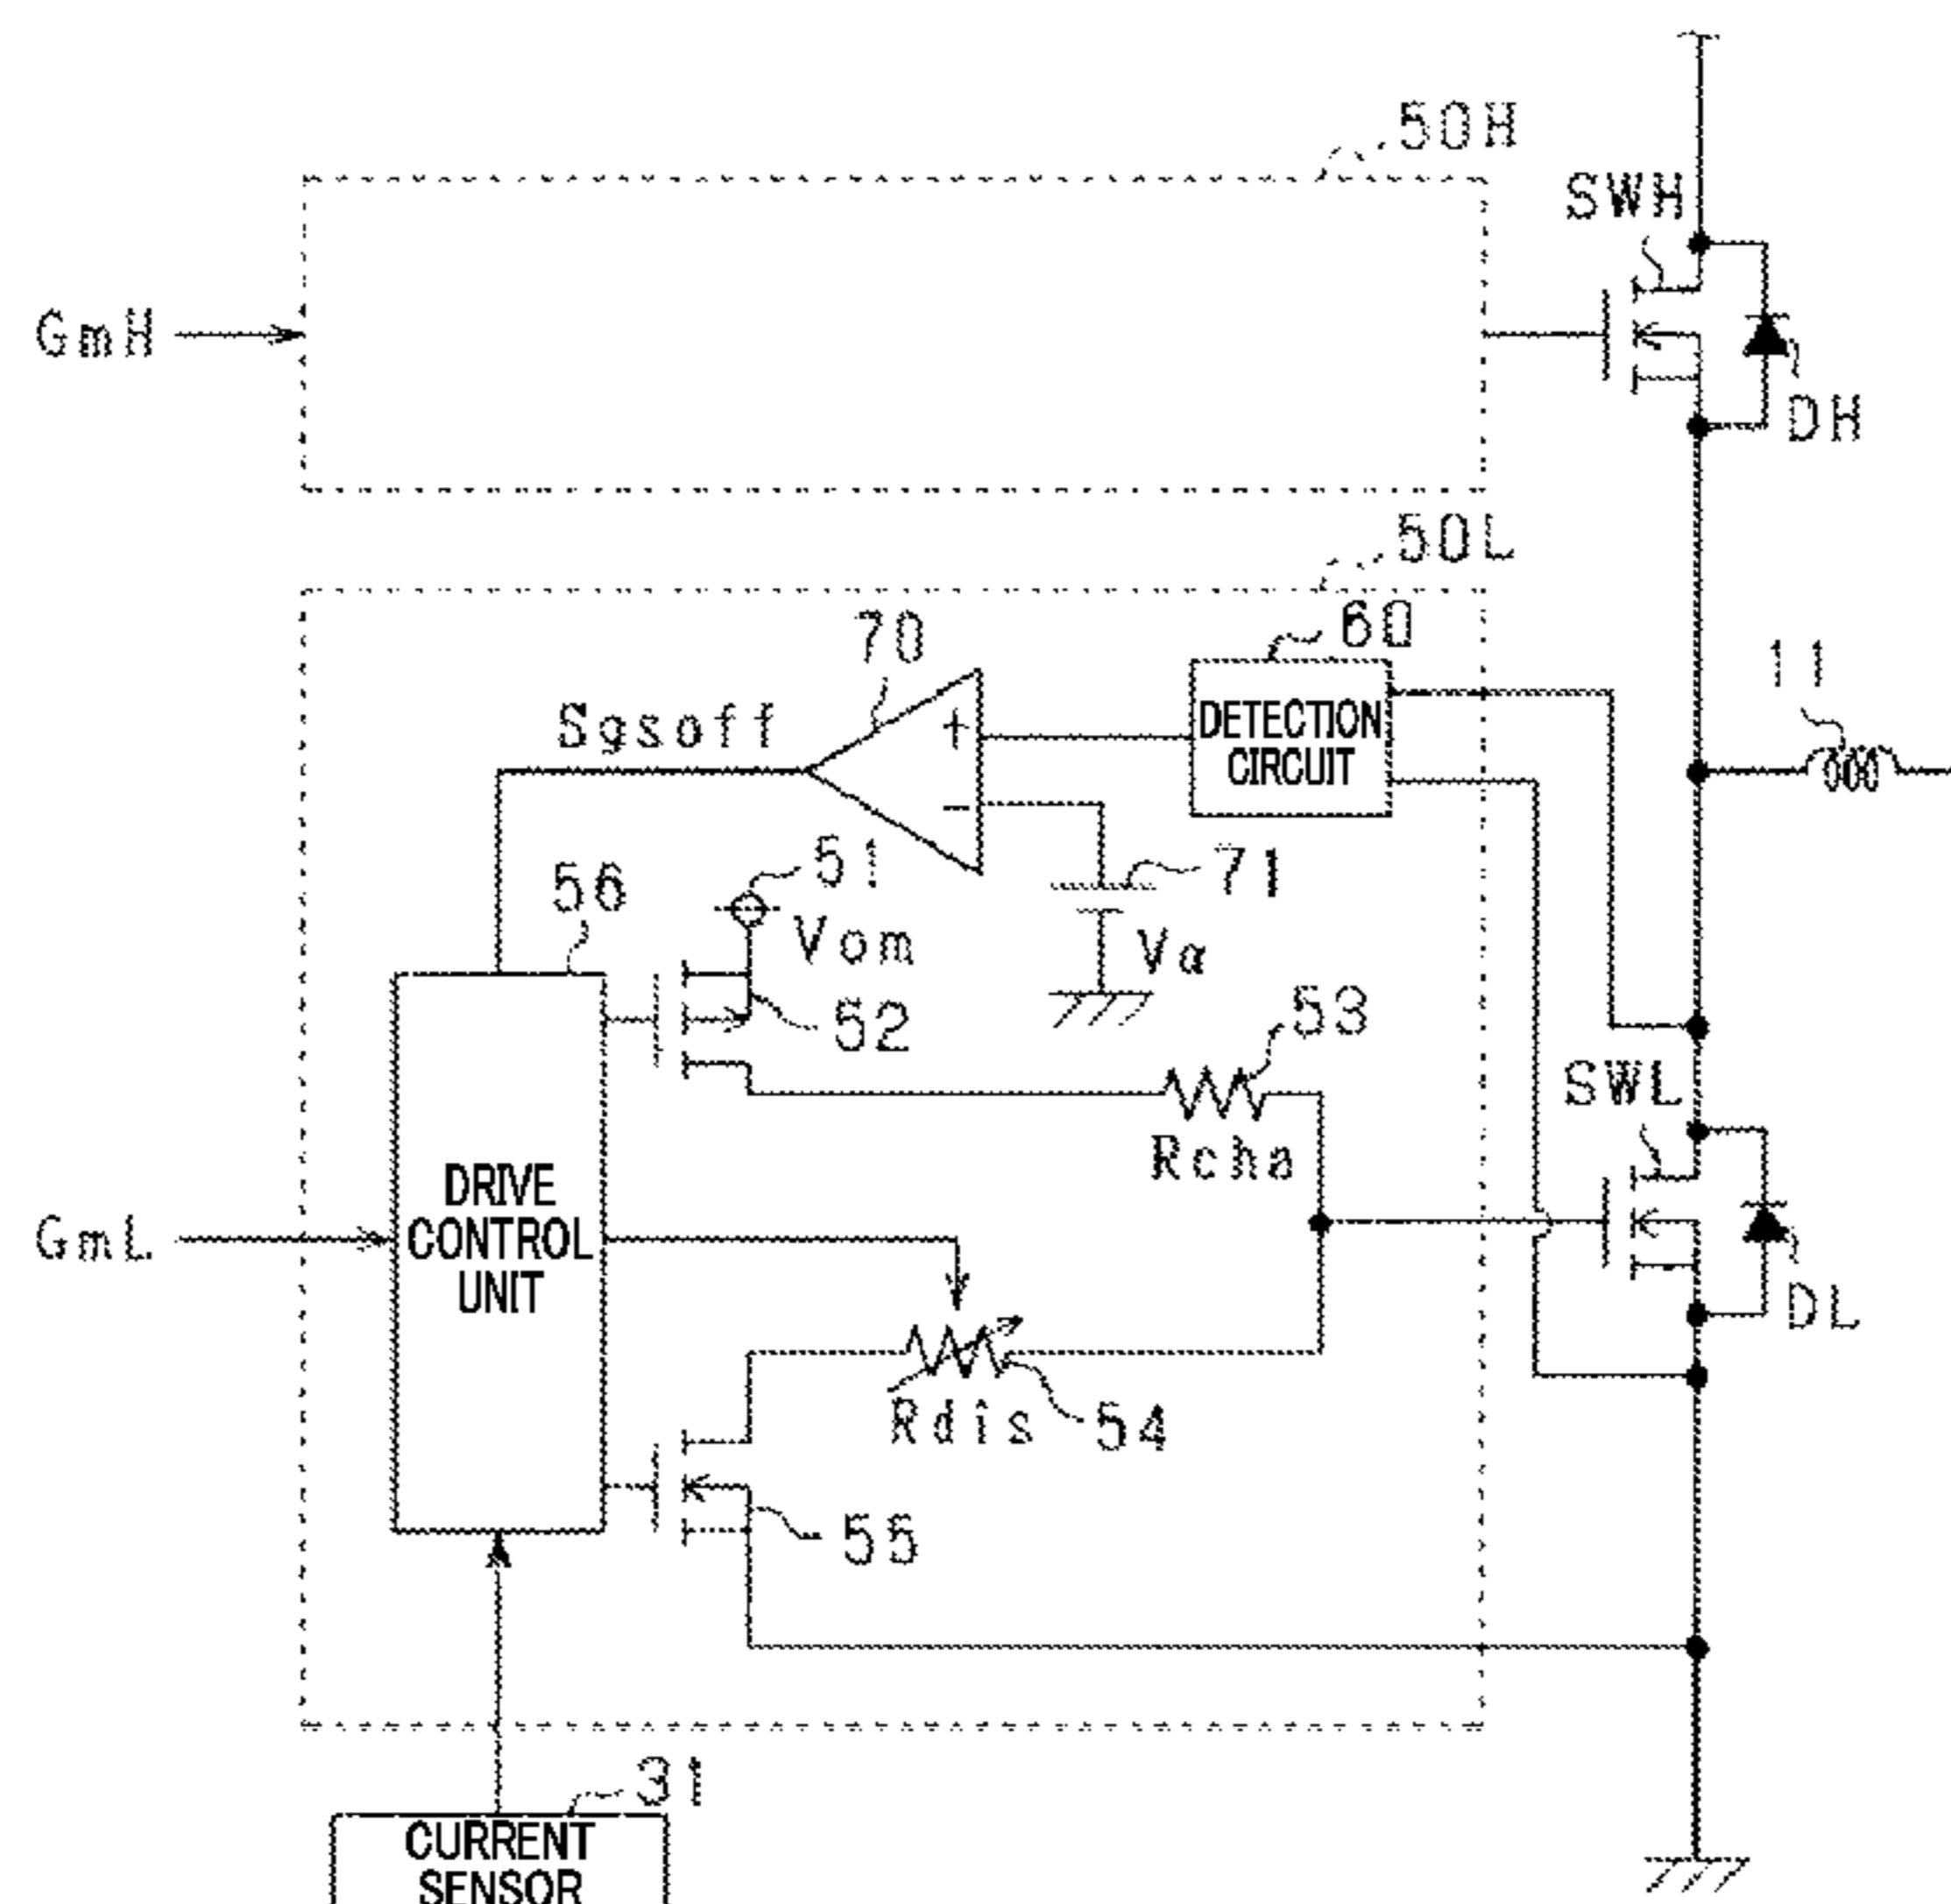 50H
SWH
GmH
DH
50L
70
60
11
Sgsoff
+
DETECTION
CIRCUIT
−
51
71
56
Vom
Vα
52
53
SWL
Rcha
DRIVE
CONTROL
UNIT
GmL
DL
Rdis
54
55
31
CURRENT
SENSOR